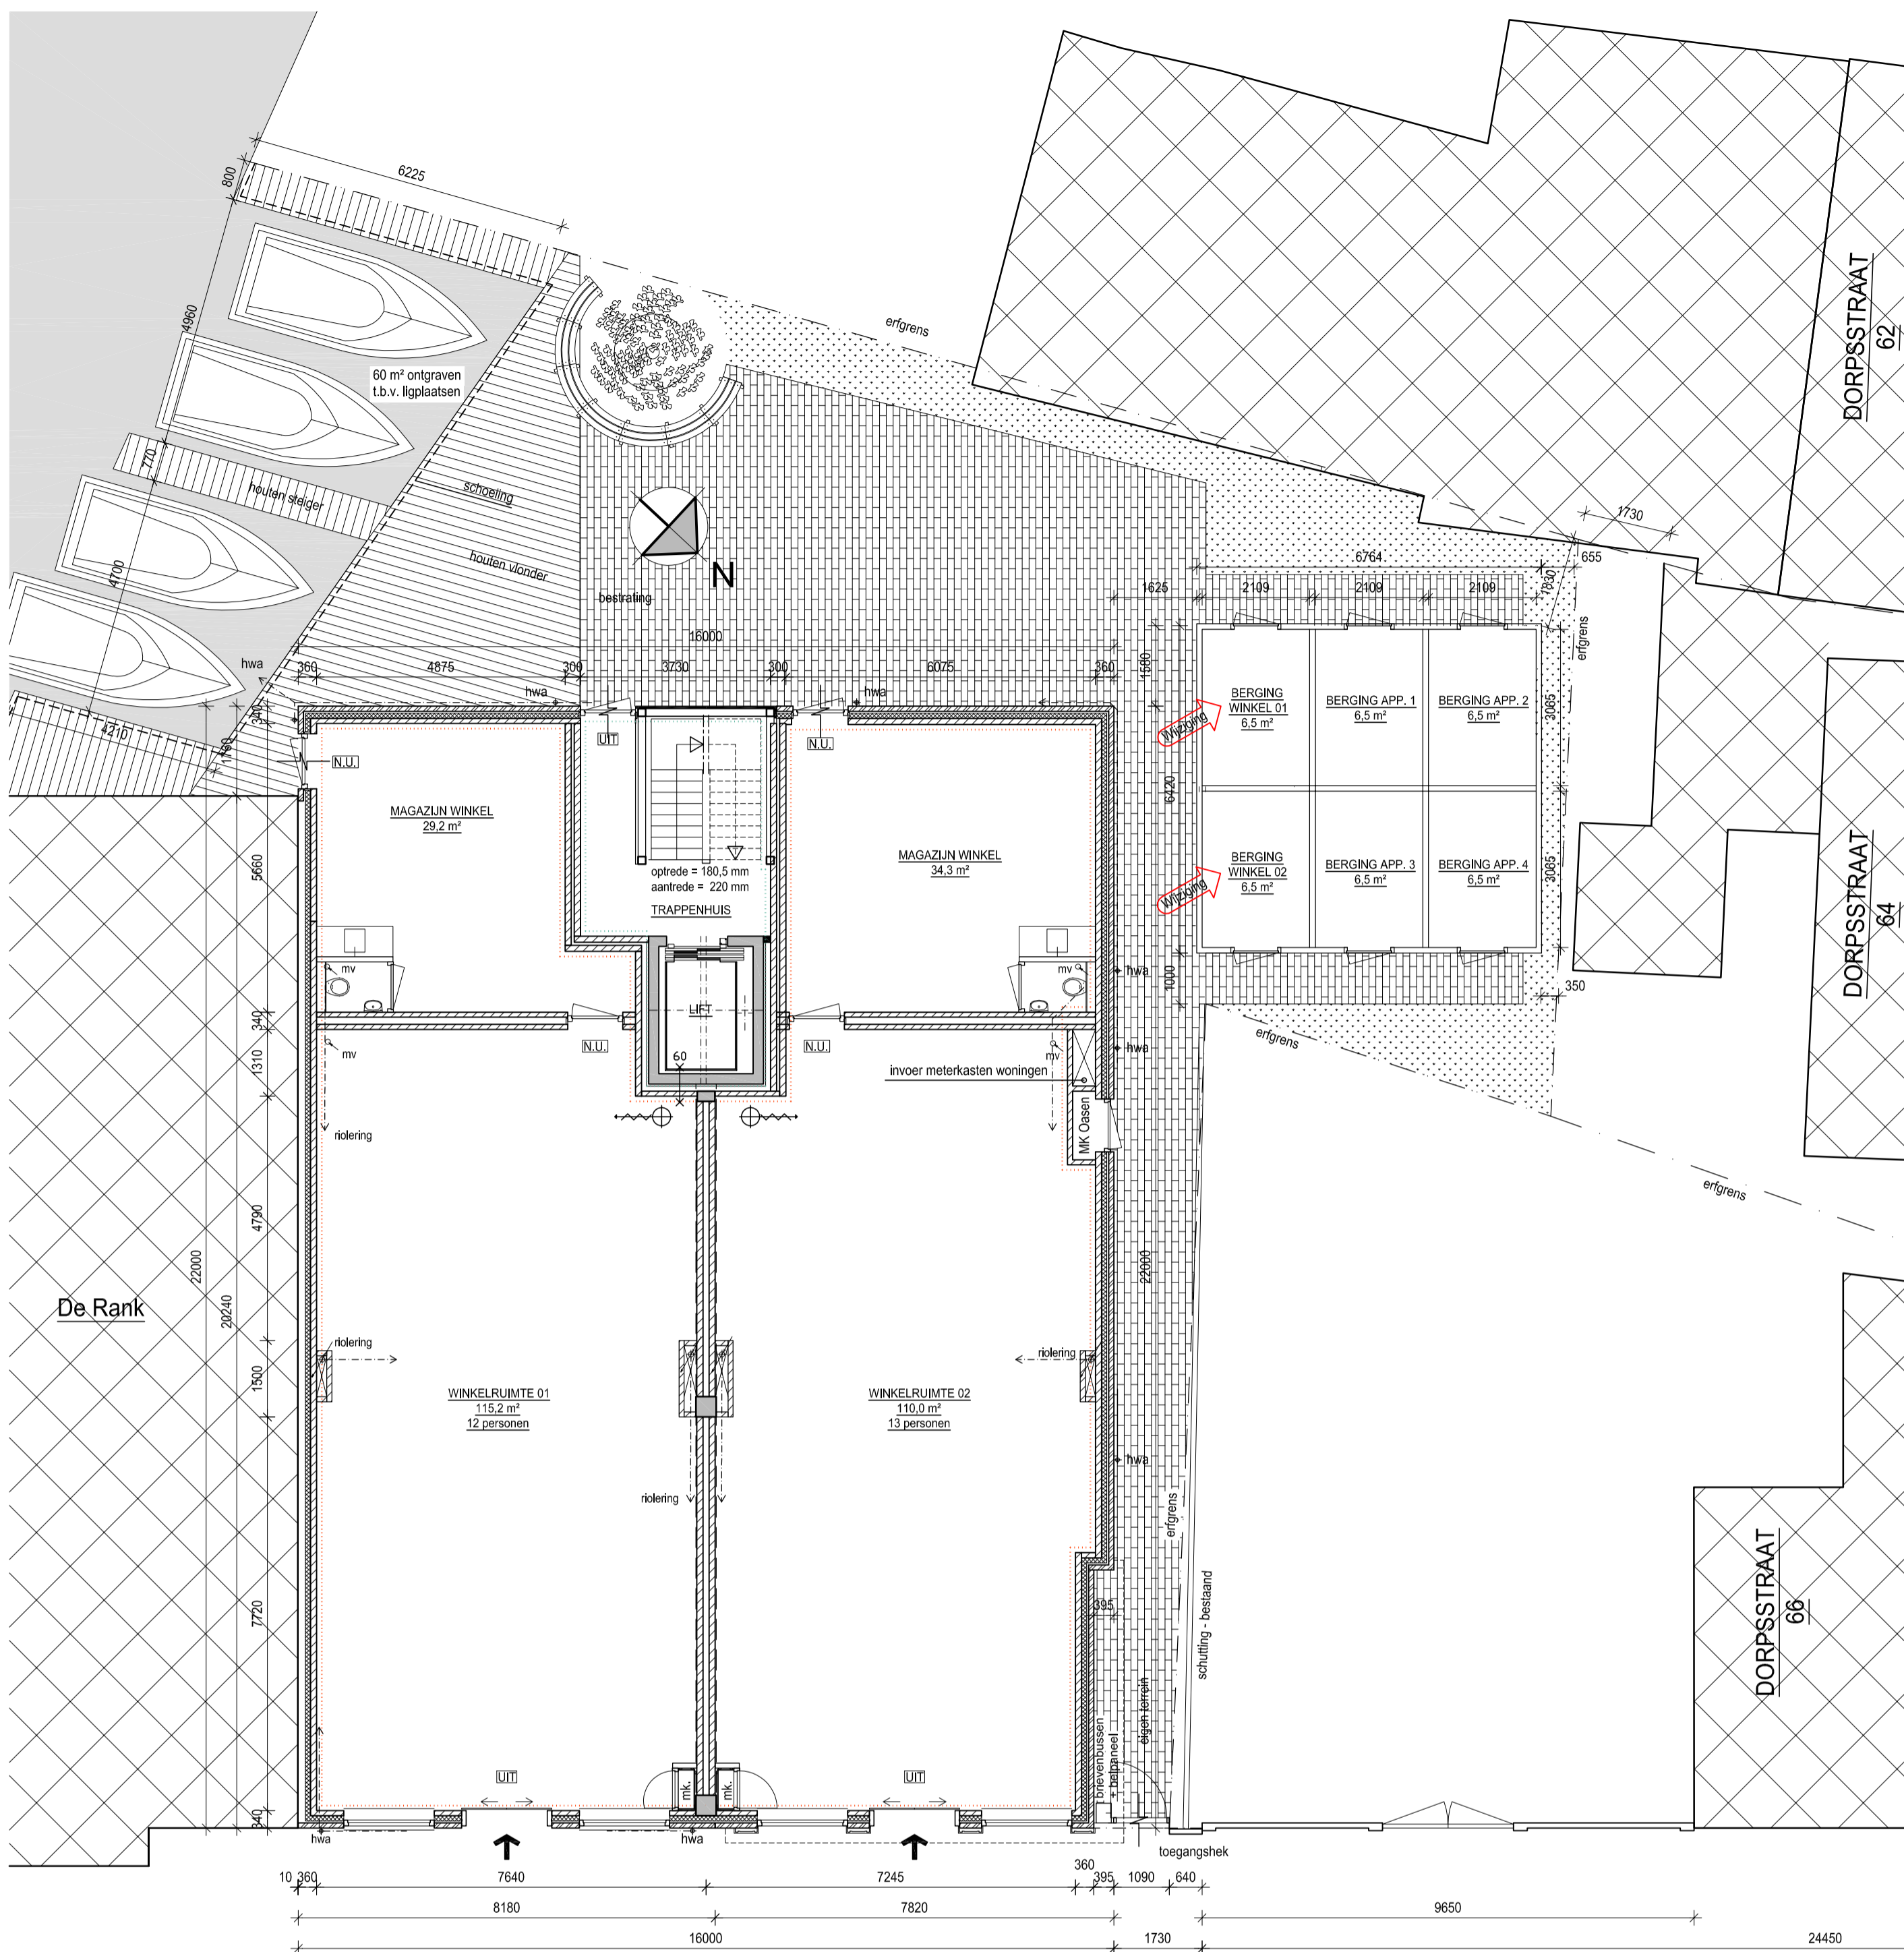 6225
800
4960
60 m² ontgraven
t.b.v. ligplaatsen
770
houten steiger
schoeling
houten vlonder
4700
4210
1780
erfgrens
DORPSSTRAAT
62
1730
N
bestrating
6764
655
1830
1625
2109
2109
2109
erfgrens
16000
360
4875
300
3730
300
6075
360
1580
hwa
hwa
hwa
340
UIT
N.U.
N.U.
BERGING
WINKEL 01
6,5 m²
BERGING APP. 1
6,5 m²
BERGING APP. 2
6,5 m²
3065
Wijziging
MAGAZIJN WINKEL
29,2 m²
6420
5660
MAGAZIJN WINKEL
34,3 m²
optrede = 180,5 mm
aantrede = 220 mm
TRAPPENHUIS
BERGING
WINKEL 02
6,5 m²
BERGING APP. 3
6,5 m²
BERGING APP. 4
6,5 m²
3065
Wijziging
DORPSSTRAAT
64
mv
mv
hwa
1000
350
LIFT
340
N.U.
N.U.
mv
mv
hwa
erfgrens
60
1310
invoer meterkasten woningen
MK Oasen
riolering
erfgrens
4790
22000
20240
22000
De Rank
riolering
riolering
1500
WINKELRUIMTE 01
115,2 m²
12 personen
WINKELRUIMTE 02
110,0 m²
13 personen
hwa
riolering
erfgrens
7720
395
schutting - bestaand
DORPSSTRAAT
66
eigen terrein
brievenbussen
+ belpaneel
UIT
mk.
mk.
UIT
340
hwa
hwa
toegangshek
10
360
7640
7245
360
395
1090
640
8180
7820
9650
16000
1730
24450